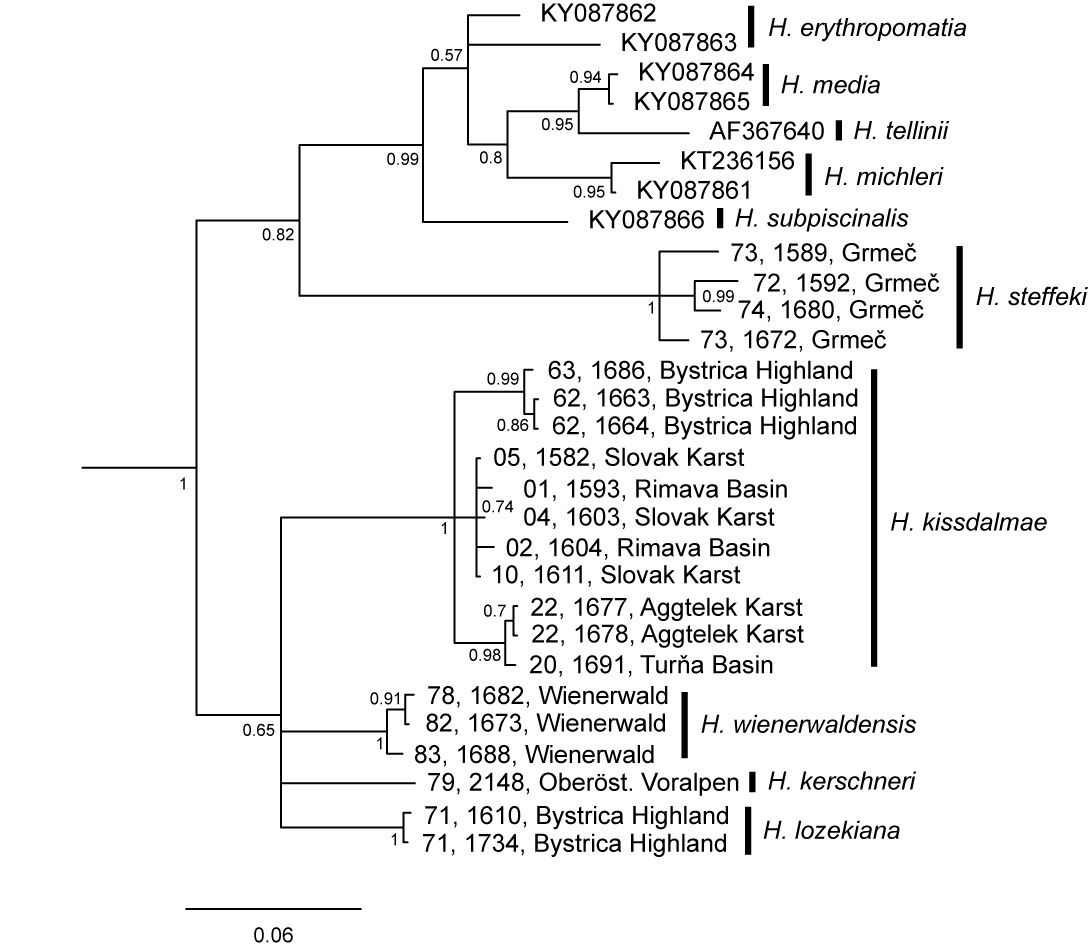 KY087862
KY087863
H. erythropomatia
0.57
KY087864
KY087865
H. media
0.94
0.95
AF367640
H. tellinii
0.99
0.8
KT236156
KY087861
H. michleri
0.95
KY087866
H. subpiscinalis
0.82
73, 1589, Grmeč
72, 1592, Grmeč
0.99
74, 1680, Grmeč
1
73, 1672, Grmeč
H. steffeki
63, 1686, Bystrica Highland
0.99
62, 1663, Bystrica Highland
0.86
62, 1664, Bystrica Highland
05, 1582, Slovak Karst
01, 1593, Rimava Basin
0.74
04, 1603, Slovak Karst
1
02, 1604, Rimava Basin
10, 1611, Slovak Karst
H. kissdalmae
22, 1677, Aggtelek Karst
0.7
22, 1678, Aggtelek Karst
0.98
20, 1691, Turňa Basin
1
78, 1682, Wienerwald
0.91
82, 1673, Wienerwald
1
83, 1688, Wienerwald
H. wienerwaldensis
0.65
79, 2148, Oberöst. Voralpen
H. kerschneri
71, 1610, Bystrica Highland
1
71, 1734, Bystrica Highland
H. lozekiana
0.06